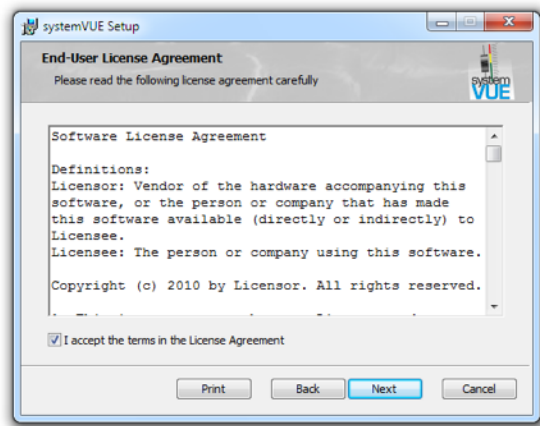 systemVUE Setup
End-User License Agreement
Please read the following license agreement carefully
system
VUE
Software License Agreement
Definitions:
Licensor: Vendor of the hardware accompanying this
software, or the person or company that has made
this software available (directly or indirectly) to
Licensee.
Licensee: The person or company using this software.
Copyright (c) 2010 by Licensor. All rights reserved.
I accept the terms in the License Agreement
Print
Back
Next
Cancel